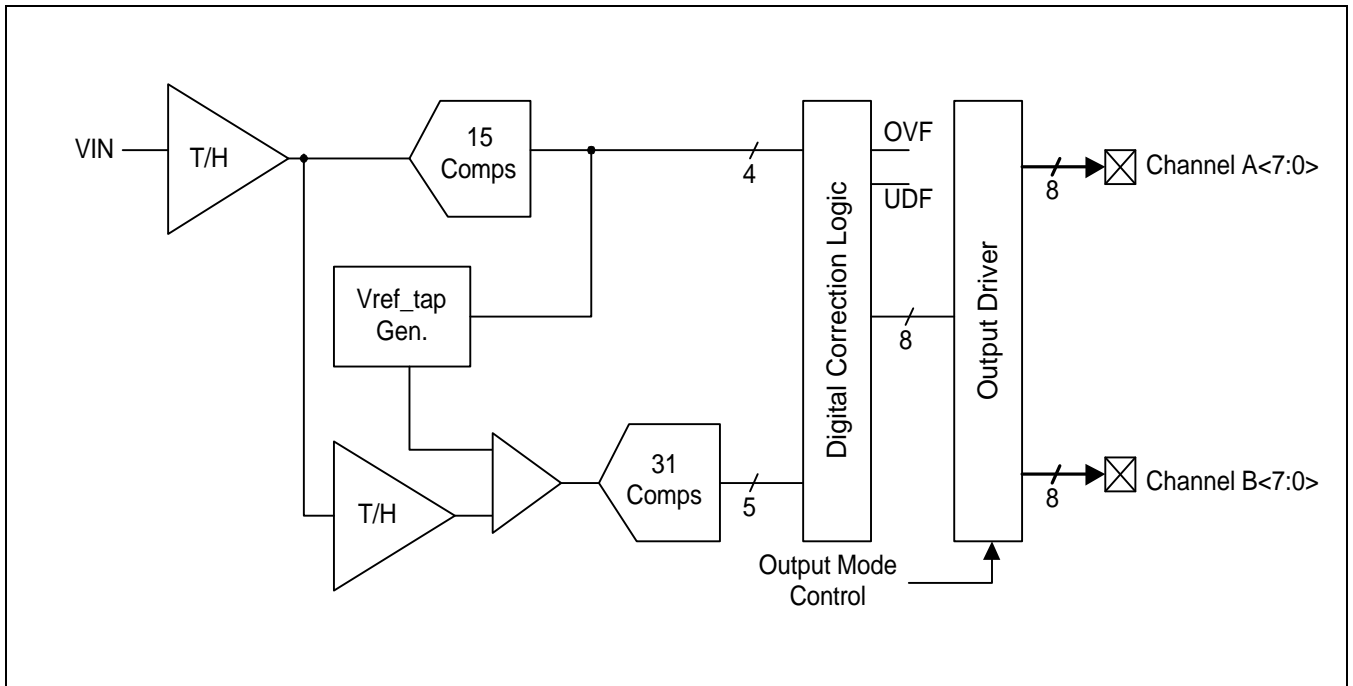 VIN
T/H
15
Comps
4
OVF
UDF
8
Channel A<7:0>
Vref_tap
Gen.
Digital Correction Logic
8
Output Driver
T/H
31
Comps
5
8
Channel B<7:0>
Output Mode
Control